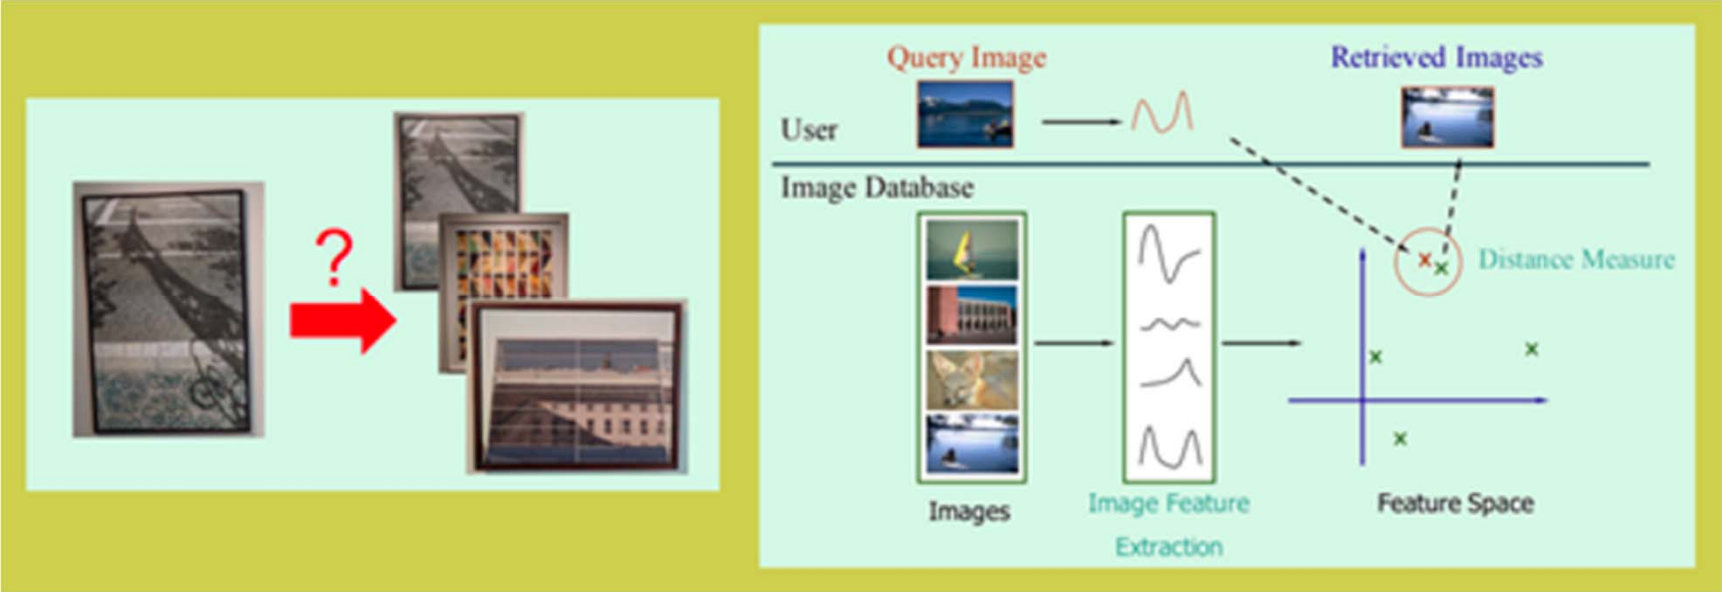 ?
Query Image
Retrieved Images
User
Image Database
Distance Measure
Images
Image Feature
Extraction
Feature Space